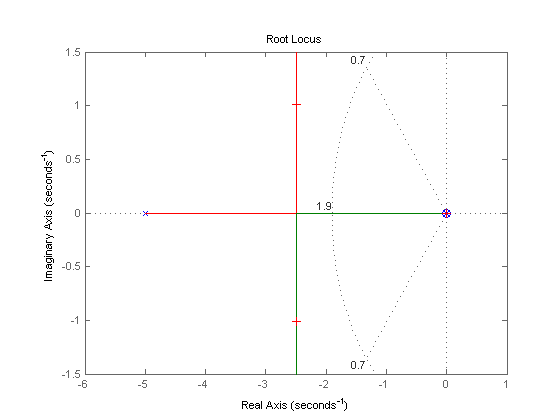 Root Locus
1.5
1
0.5
0
-0.5
-1
-1.5
0.7
1.9
0.7
-6 -5 -4 -3 -2 -1 0 1
Imaginary Axis (seconds⁻¹)
Real Axis (seconds⁻¹)